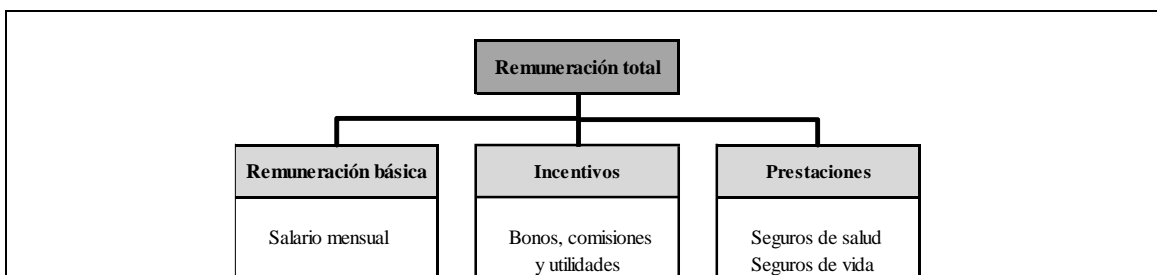 Remuneración total
Remuneración básica
Salario mensual
Incentivos
Bonos, comisiones
y utilidades
Prestaciones
Seguros de salud
Seguros de vida